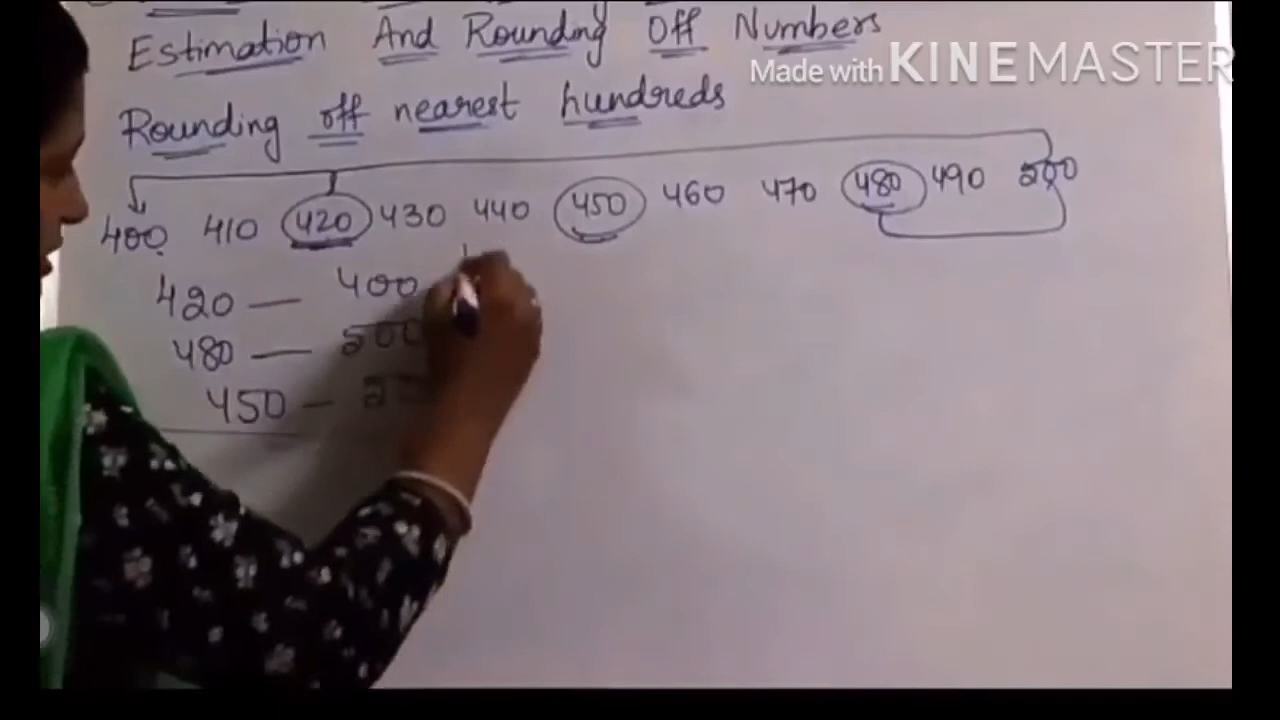 Estimation And Rounding Off Numbers
Made with KINEMASTER
Rounding off nearest hundreds
400 410 420 430 440 450 460 470 480 490 500
420 — 400
480 — 500
450 —